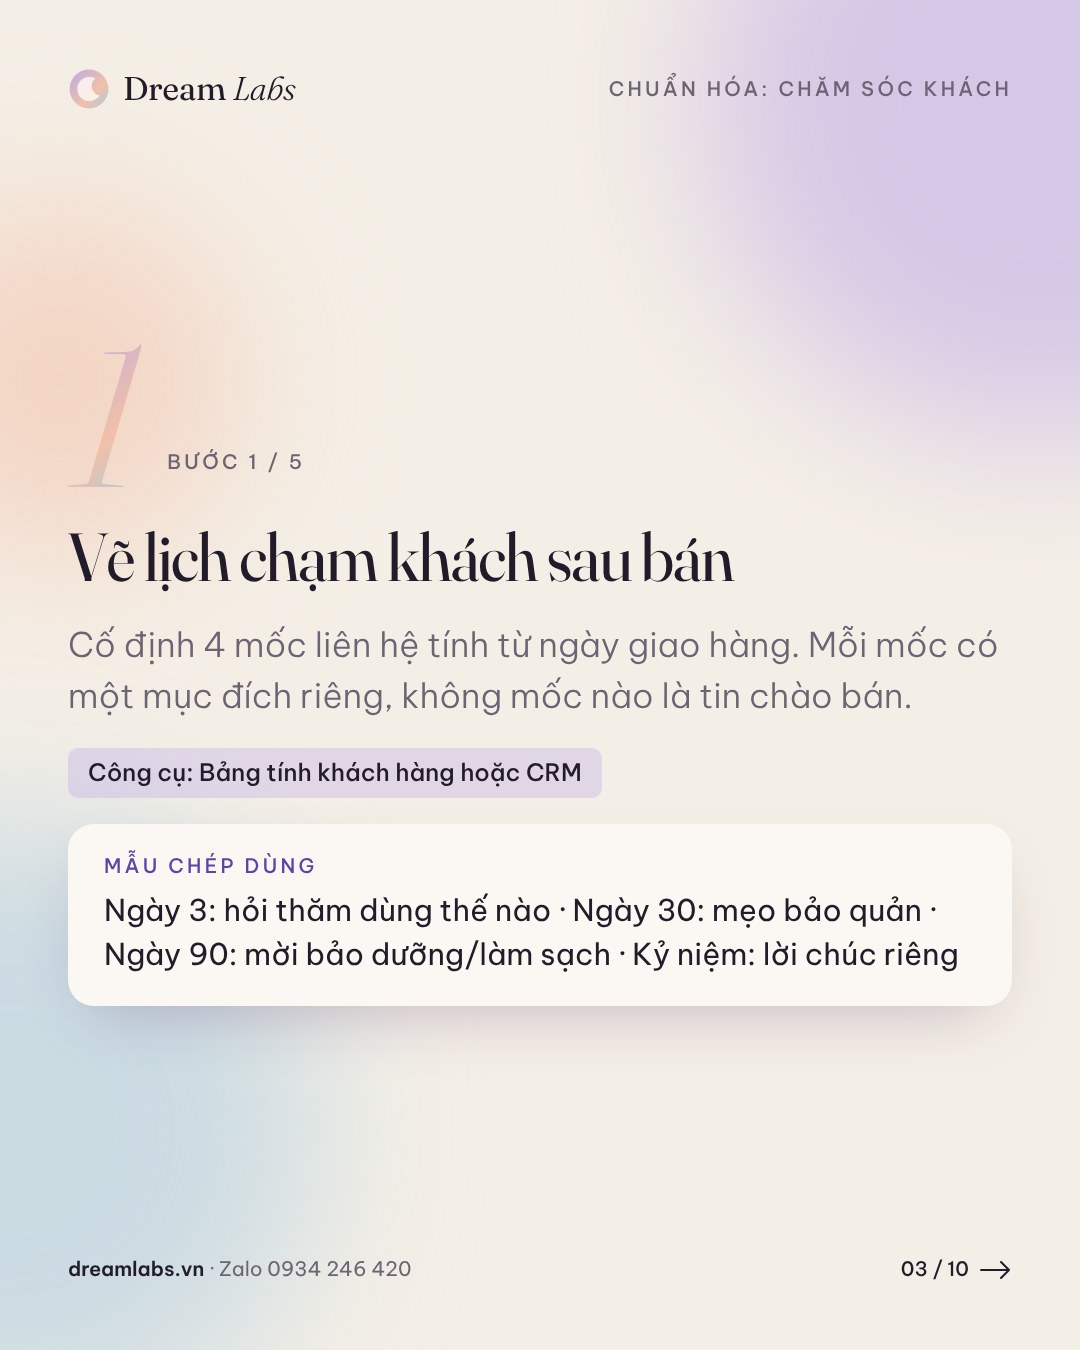 Dream Labs
CHUẨN HÓA: CHĂM SÓC KHÁCH
1
BƯỚC 1 / 5
Vẽ lịch chạm khách sau bán
Cố định 4 mốc liên hệ tính từ ngày giao hàng. Mỗi mốc có
một mục đích riêng, không mốc nào là tin chào bán.
Công cụ: Bảng tính khách hàng hoặc CRM
MẪU CHÉP DÙNG
Ngày 3: hỏi thăm dùng thế nào · Ngày 30: mẹo bảo quản ·
Ngày 90: mời bảo dưỡng/làm sạch · Kỷ niệm: lời chúc riêng
dreamlabs.vn · Zalo 0934 246 420
03 / 10 →